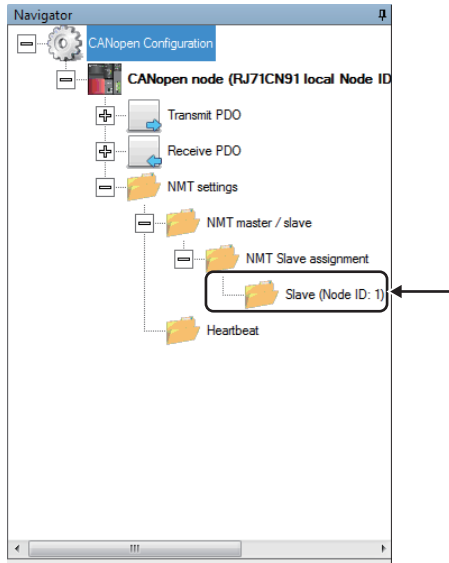 Navigator
CANopen Configuration
CANopen node (RJ71CN91 local Node ID
Transmit PDO
Receive PDO
NMT settings
NMT master / slave
NMT Slave assignment
Slave (Node ID: 1)
Heartbeat